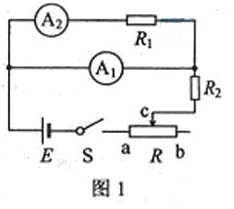 A₂ R₁
A₁
R₂
c
E S a R b
图 1